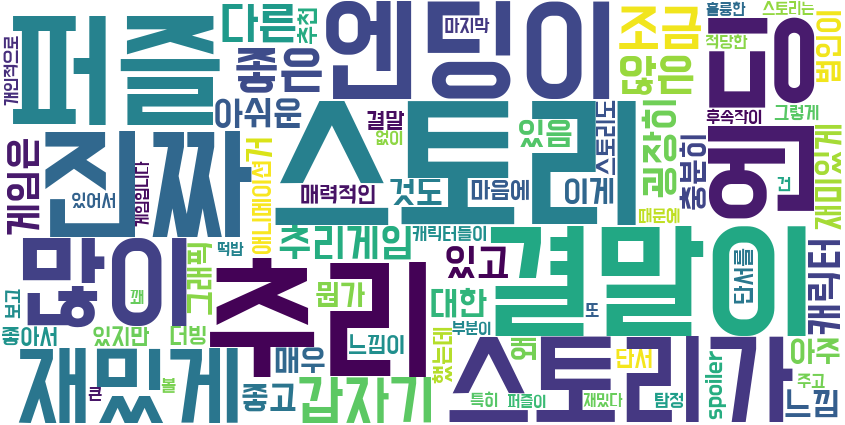 개인적으로
퍼즐
다른
추천
좋은
아쉬운
엔딩이
마지막
조금
않은
훌륭한
스토리는
적당한
범인이
엔딩
후속작이
그렇게
게임은
진짜
있어서
게임입니다
애니메이션
거
스토리
결말
없이
있음
스토리도
굉장히
충분히
재미있게
매력적인
것도
마음에
이게
때문에
건
많이
그래픽
떡밥
추리게임
캐릭터들이
있고
결말이
단서를
캐릭터
보고
꽤
추리
뭔가
대한
부분이
또
좋아서
있지만
더빙
느낌이
했는데
왜
아주
재밌게
큰
볼
좋고
매우
갑자기
스토리가
특히
퍼즐이
재밌다
단서
탐정
spoiler
주고
느낌